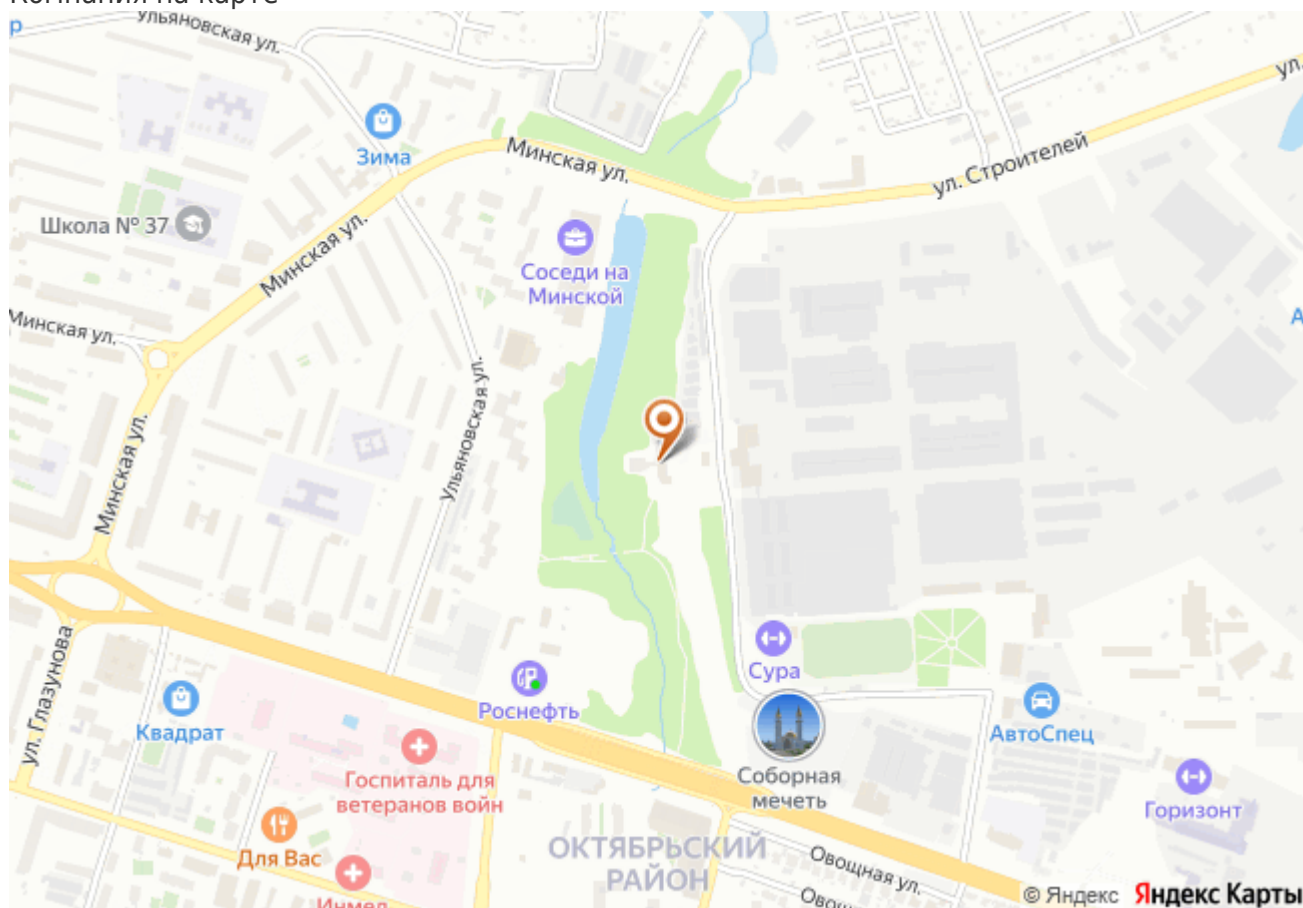 Компания на карте
Ульяновская ул.
ул.
Зима
Минская ул.
ул. Строителей
Школа № 37
Минская ул.
Соседи на
Минской
Минская ул.
Ульяновская ул.
Минская ул.
Сура
ул. Глазунова
Роснефть
Квадрат
АвтоСпец
Госпиталь для
ветеранов войн
Соборная
мечеть
Горизонт
Для Вас
ОКТЯБРЬСКИЙ
РАЙОН
Овощная ул.
© Яндекс Яндекс Карты